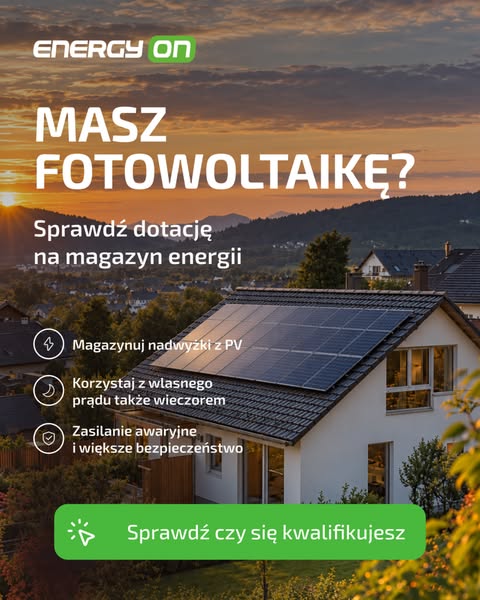 ENERGY ON
MASZ
FOTOWOLTAIKĘ?
Sprawdź dotację
na magazyn energii
Magazynuj nadwyżki z PV
Korzystaj z własnego
prądu także wieczorem
Zasilanie awaryjne
i większe bezpieczeństwo
Sprawdź czy się kwalifikujesz